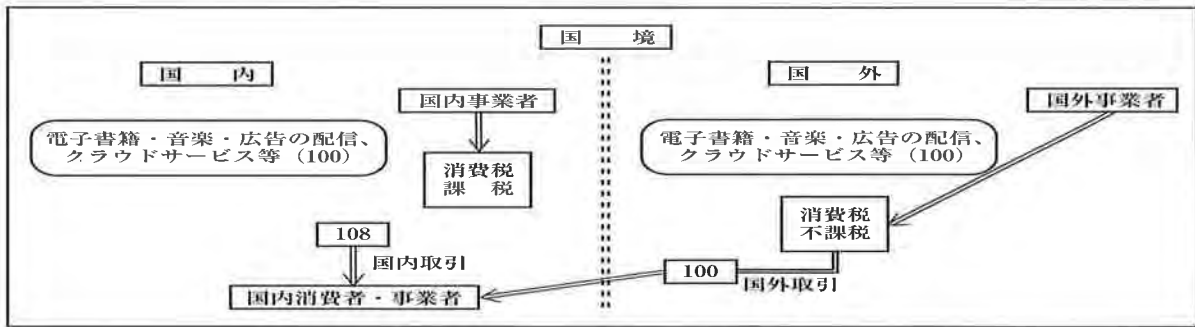 国　境
国　内
国　外
国内事業者
国外事業者
電子書籍・音楽・広告の配信、
クラウドサービス等（100）
電子書籍・音楽・広告の配信、
クラウドサービス等（100）
消費税
課　税
消費税
不課税
108
国内取引
100
国外取引
国内消費者・事業者